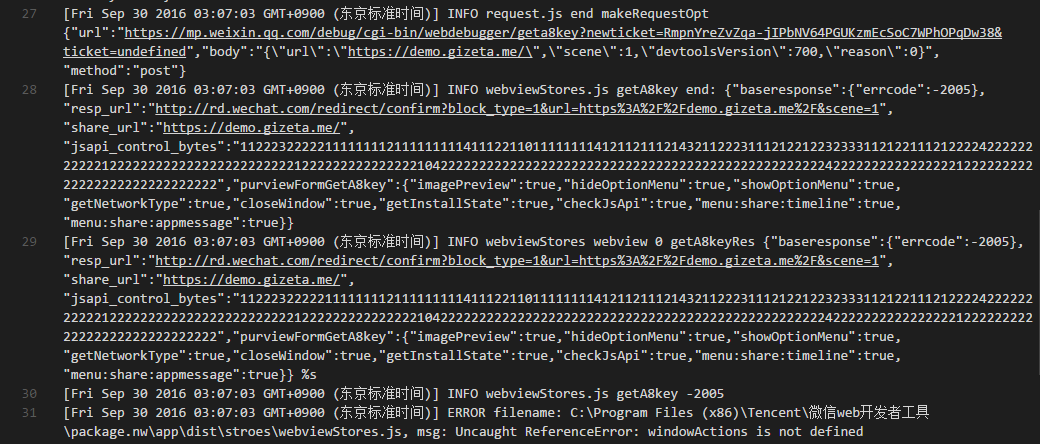 27 [Fri Sep 30 2016 03:07:03 GMT+0900 (东京标准时间)] INFO request.js end makeRequestOpt
{"url":"https://mp.weixin.qq.com/debug/cgi-bin/webdebugger/geta8key?newticket=RmpnYreZvZqa-jIPbNV64PGUKzmEcSoC7WPhOPqDw38&
ticket=undefined","body":"{\"url\":\"https://demo.gizeta.me/\",\"scene\":1,\"devtoolsVersion\":700,\"reason\":0}",
"method":"post"}
28 [Fri Sep 30 2016 03:07:03 GMT+0900 (东京标准时间)] INFO webviewStores.js getA8key end: {"baseresponse":{"errcode":-2005},
"resp_url":"http://rd.wechat.com/redirect/confirm?block_type=1&url=https%3A%2F%2Fdemo.gizeta.me%2F&scene=1",
"share_url":"https://demo.gizeta.me/",
"jsapi_control_bytes":
","purviewFormGetA8key":{"imagePreview":true,"hideOptionMenu":true,"showOptionMenu":true,
"getNetworkType":true,"closeWindow":true,"getInstallState":true,"checkJsApi":true,"menu:share:timeline":true,
"menu:share:appmessage":true}}
29 [Fri Sep 30 2016 03:07:03 GMT+0900 (东京标准时间)] INFO webviewStores webview 0 getA8keyRes {"baseresponse":{"errcode":-2005},
"resp_url":"http://rd.wechat.com/redirect/confirm?block_type=1&url=https%3A%2F%2Fdemo.gizeta.me%2F&scene=1",
"share_url":"https://demo.gizeta.me/",
"jsapi_control_bytes":
","purviewFormGetA8key":{"imagePreview":true,"hideOptionMenu":true,"showOptionMenu":true,
"getNetworkType":true,"closeWindow":true,"getInstallState":true,"checkJsApi":true,"menu:share:timeline":true,
"menu:share:appmessage":true}} %s
30 [Fri Sep 30 2016 03:07:03 GMT+0900 (东京标准时间)] INFO webviewStores.js getA8key -2005
31 [Fri Sep 30 2016 03:07:03 GMT+0900 (东京标准时间)] ERROR filename: C:\Program Files (x86)\Tencent\微信web开发者工具
\package.nw\app\dist\stroes\webviewStores.js, msg: Uncaught ReferenceError: windowActions is not defined